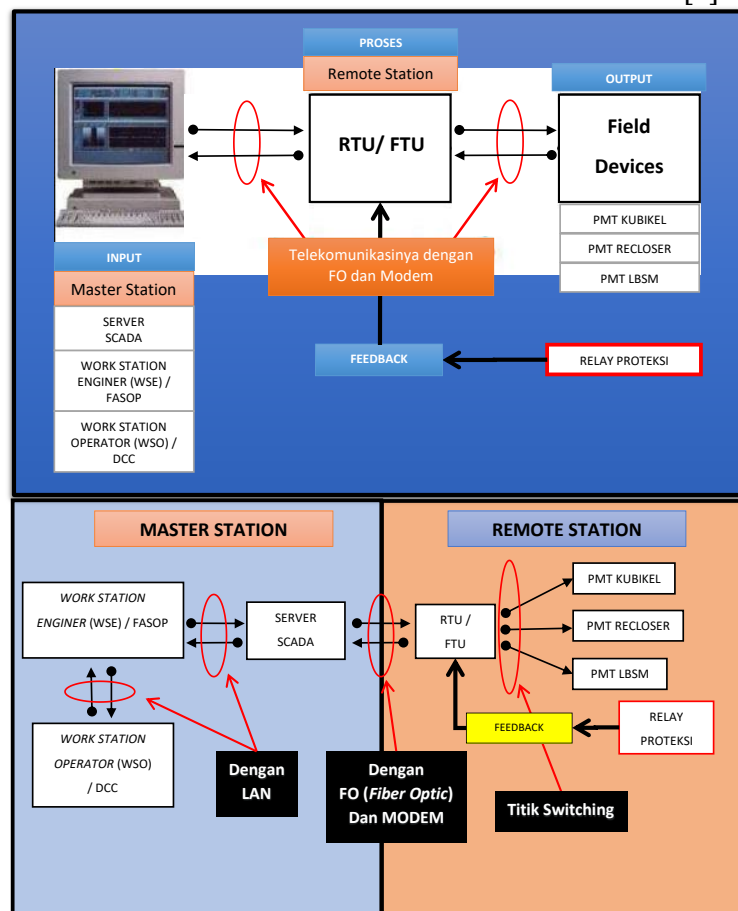 PROSES
Remote Station
OUTPUT
RTU/ FTU
Field
Devices
PMT KUBIKEL
PMT RECLOSER
PMT LBSM
Telekomunikasinya dengan
FO dan Modem
INPUT
Master Station
SERVER
SCADA
WORK STATION
ENGINER (WSE) /
FASOP
WORK STATION
OPERATOR (WSO) /
DCC
FEEDBACK
RELAY PROTEKSI
MASTER STATION
REMOTE STATION
WORK STATION
ENGINER (WSE) / FASOP
SERVER
SCADA
RTU /
FTU
PMT KUBIKEL
PMT RECLOSER
PMT LBSM
FEEDBACK
RELAY
PROTEKSI
WORK STATION
OPERATOR (WSO)
/ DCC
Dengan
LAN
Dengan
FO (Fiber Optic)
Dan MODEM
Titik Switching